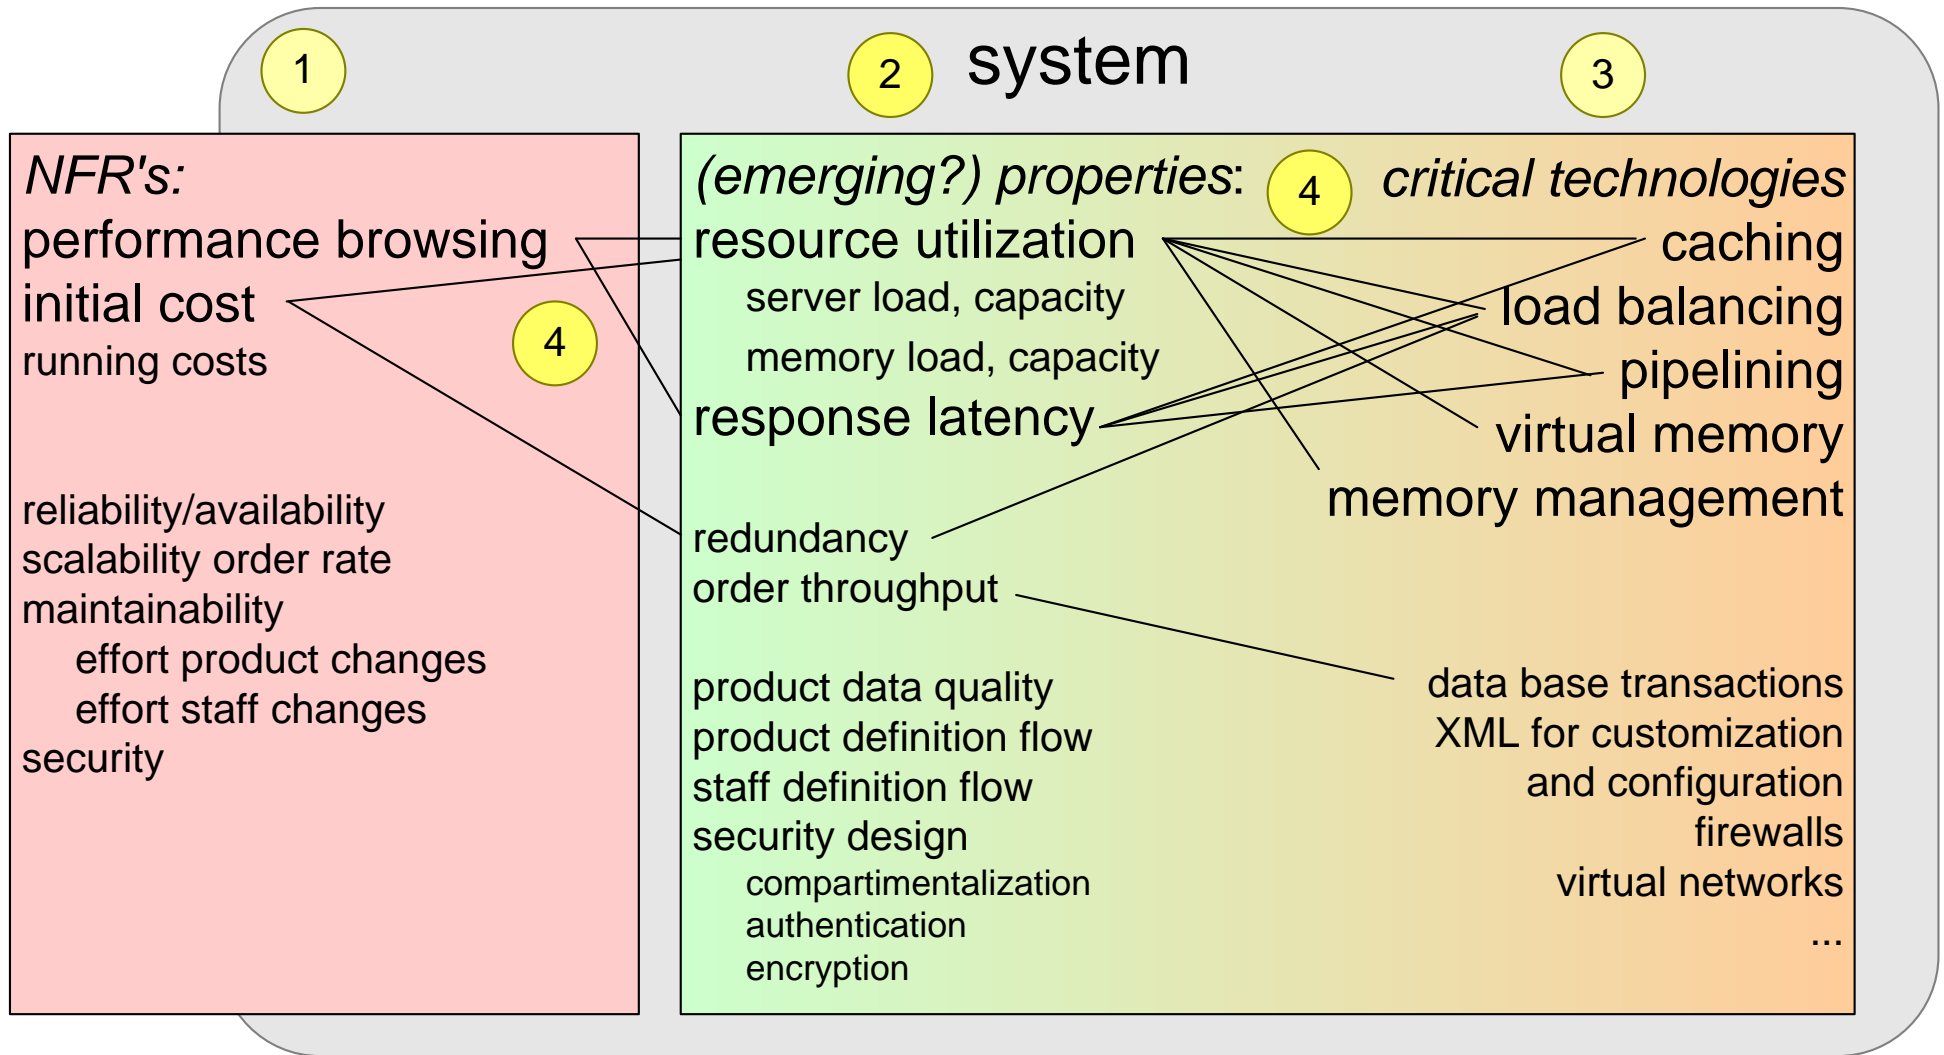 1
2
system
3
NFR's:
performance browsing
initial cost
running costs
4
reliability/availability
scalability order rate
maintainability
effort product changes
effort staff changes
security
(emerging?) properties:
resource utilization
server load, capacity
memory load, capacity
response latency
redundancy
order throughput
product data quality
product definition flow
staff definition flow
security design
compartimentalization
authentication
encryption
4
critical technologies
caching
load balancing
pipelining
virtual memory
memory management
data base transactions
XML for customization
and configuration
firewalls
virtual networks
...